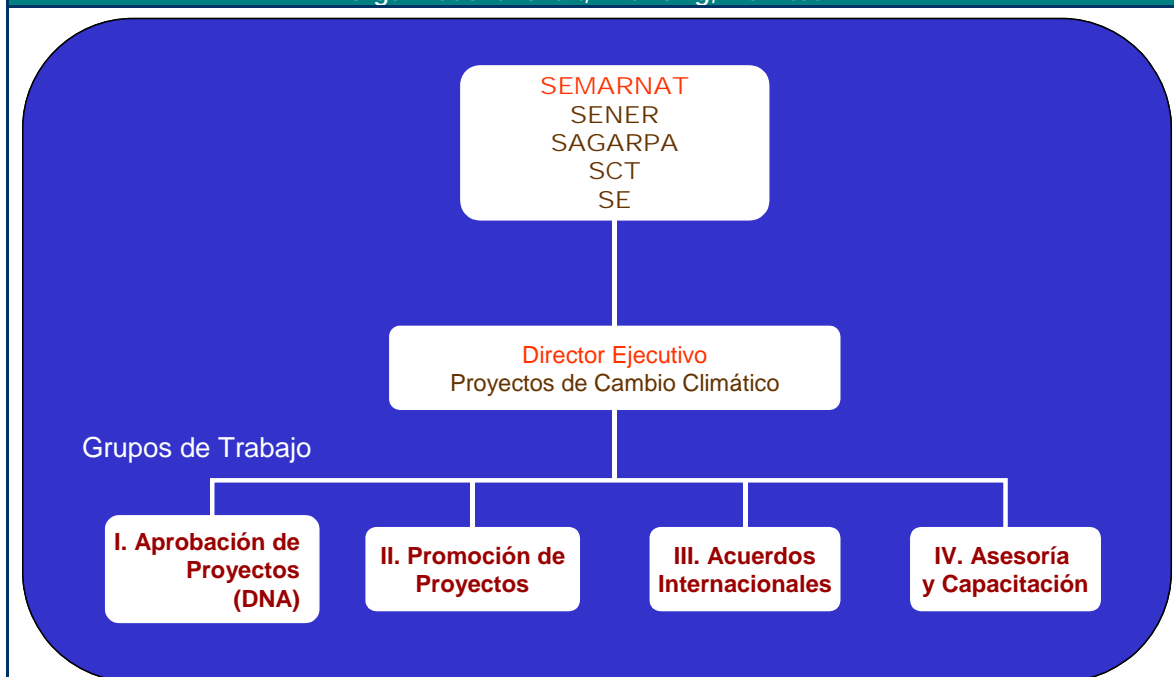 SEMARNAT
SENER
SAGARPA
SCT
SE
Director Ejecutivo
Proyectos de Cambio Climático
Grupos de Trabajo
I. Aprobación de
Proyectos
(DNA)
II. Promoción de
Proyectos
III. Acuerdos
Internacionales
IV. Asesoría
y Capacitación